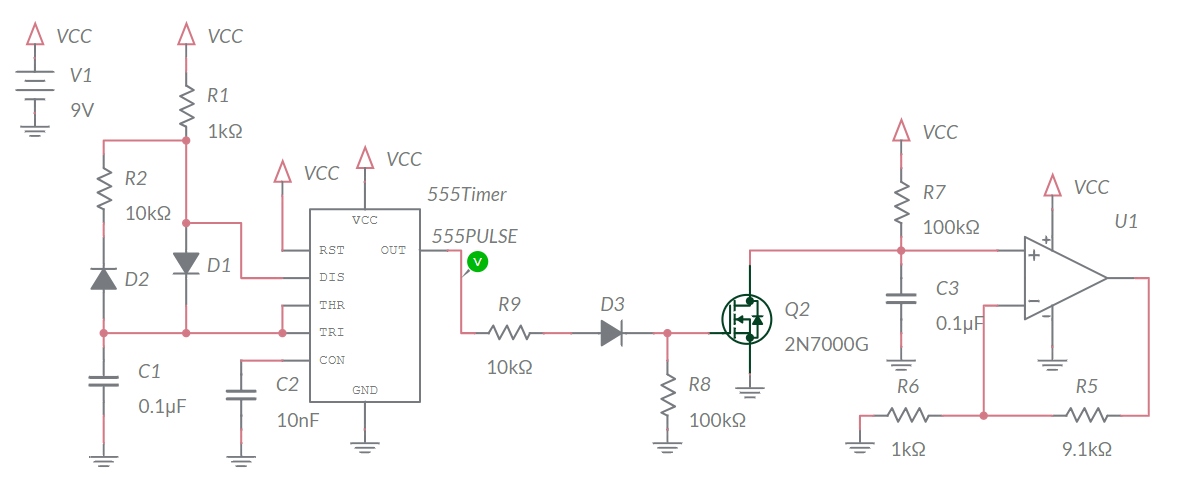 VCC
V1
9V
VCC
R1
1kΩ
R2
10kΩ
D2
D1
C1
0.1µF
C2
10nF
VCC
VCC
555Timer
VCC
RST
DIS
THR
TRI
CON
GND
OUT
555PULSE
V
R9
10kΩ
D3
R8
100kΩ
Q2
2N7000G
VCC
R7
100kΩ
C3
0.1µF
VCC
U1
+
+
−
−
R6
1kΩ
R5
9.1kΩ